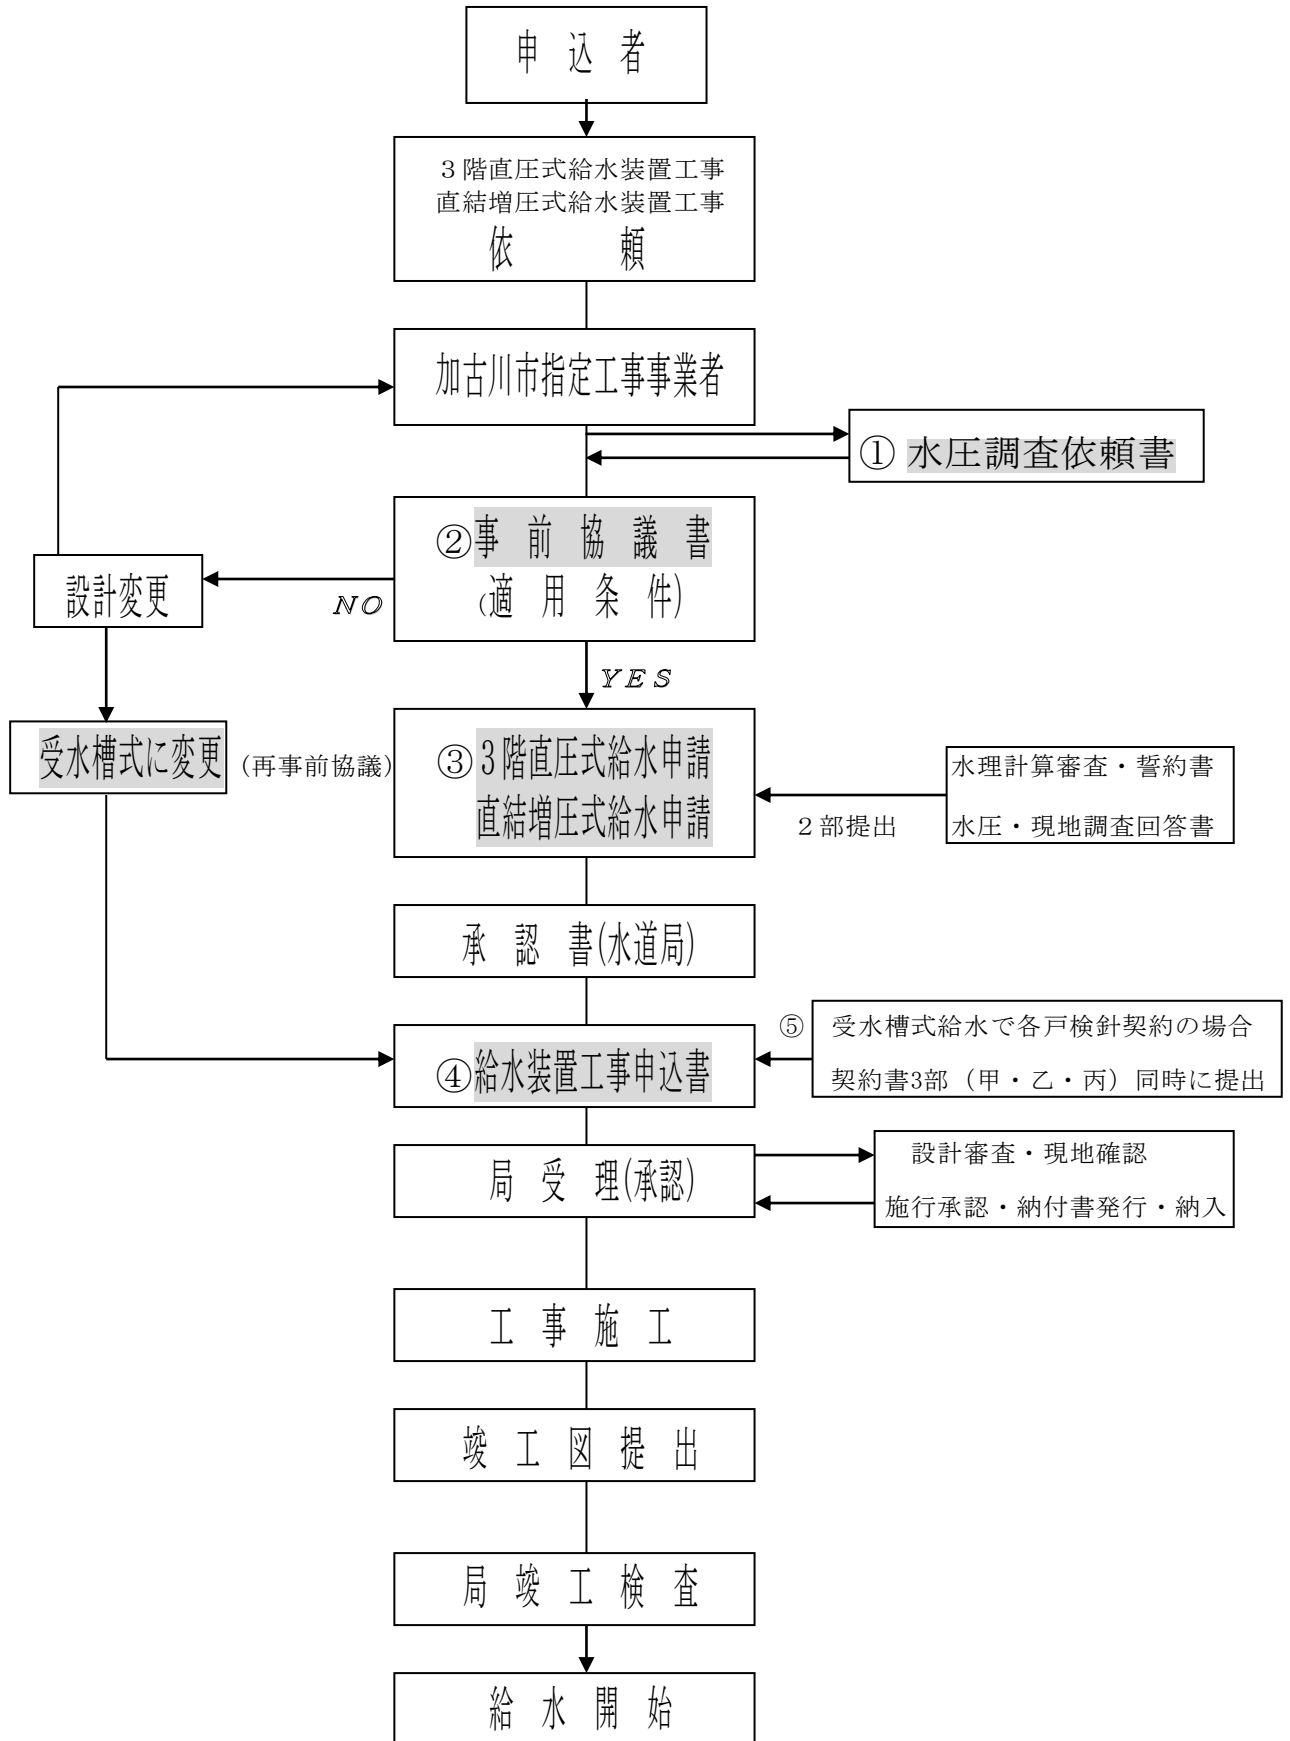 申込者
３階直圧式給水装置工事
直結増圧式給水装置工事
依頼
加古川市指定工事事業者
① 水圧調査依頼書
②事前協議書
(適用条件)
NO
設計変更
YES
受水槽式に変更
(再事前協議)
③3階直圧式給水申請
直結増圧式給水申請
２部提出
水理計算審査・誓約書
水圧・現地調査回答書
承認書(水道局)
④給水装置工事申込書
⑤
受水槽式給水で各戸検針契約の場合
契約書3部（甲・乙・丙）同時に提出
局受理(承認)
設計審査・現地確認
施行承認・納付書発行・納入
工事施工
竣工図提出
局竣工検査
給水開始